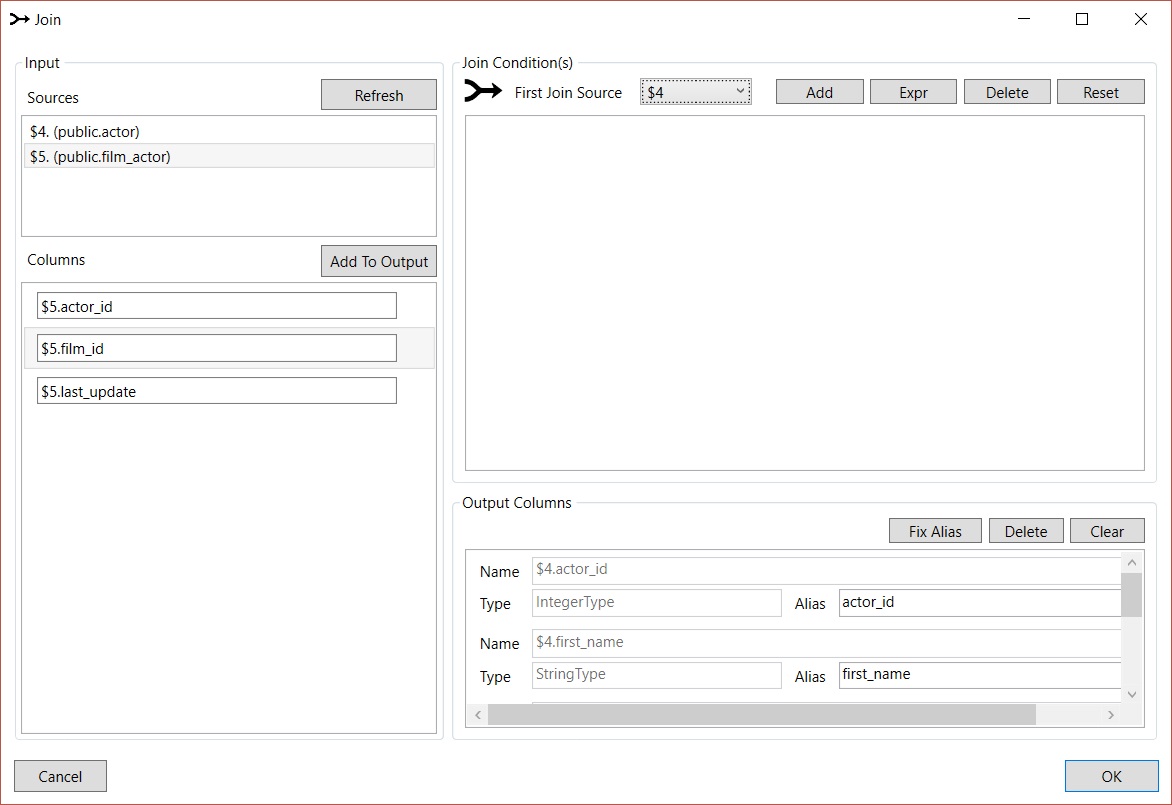 Join
Input
Sources
Refresh
$4. (public.actor)
$5. (public.film_actor)
Columns
Add To Output
$5.actor_id
$5.film_id
$5.last_update
Join Condition(s)
First Join Source
$4
Add
Expr
Delete
Reset
Output Columns
Fix Alias
Delete
Clear
Name
$4.actor_id
Type
IntegerType
Alias
actor_id
Name
$4.first_name
Type
StringType
Alias
first_name
Cancel
OK